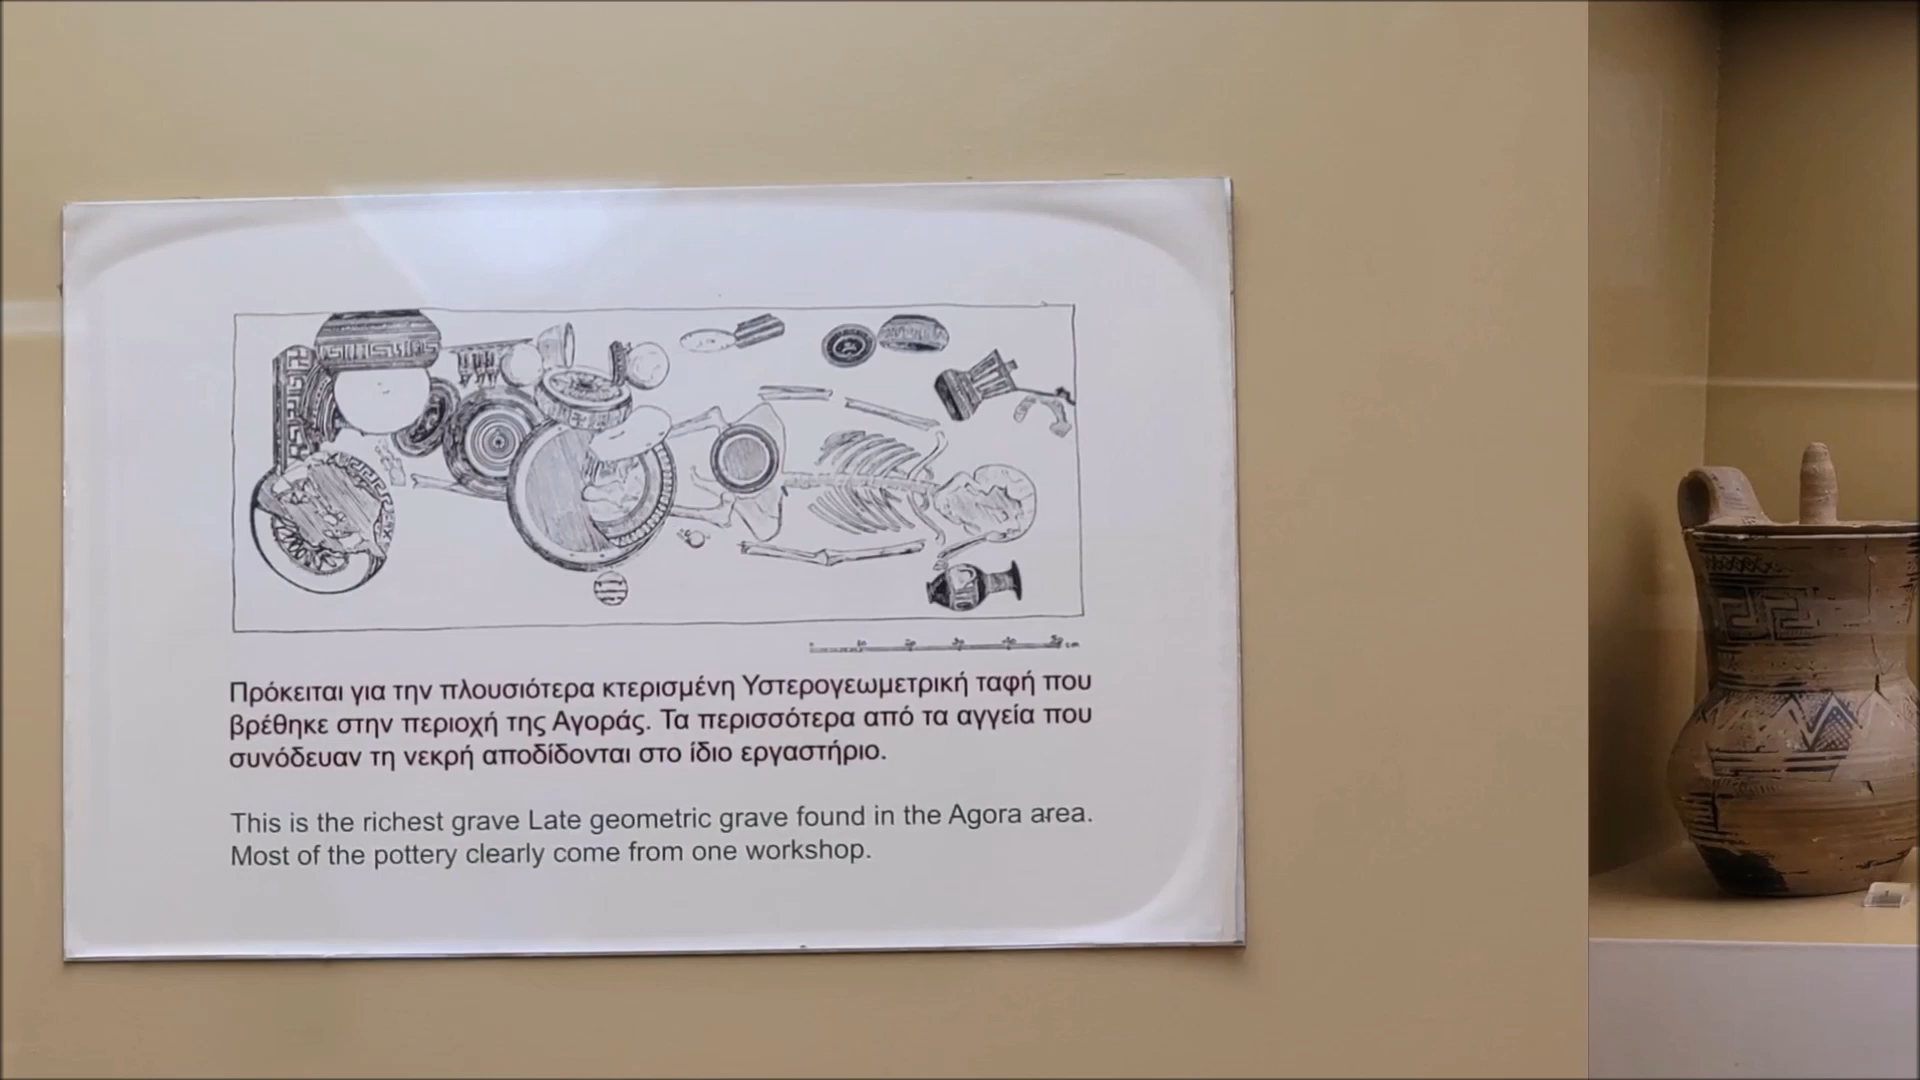 Πρόκειται για την πλουσιότερα κτερισμένη Υστερογεωμετρική ταφή που
βρέθηκε στην περιοχή της Αγοράς. Τα περισσότερα από τα αγγεία που
συνόδευαν τη νεκρή αποδίδονται στο ίδιο εργαστήριο.
This is the richest grave Late geometric grave found in the Agora area.
Most of the pottery clearly come from one workshop.